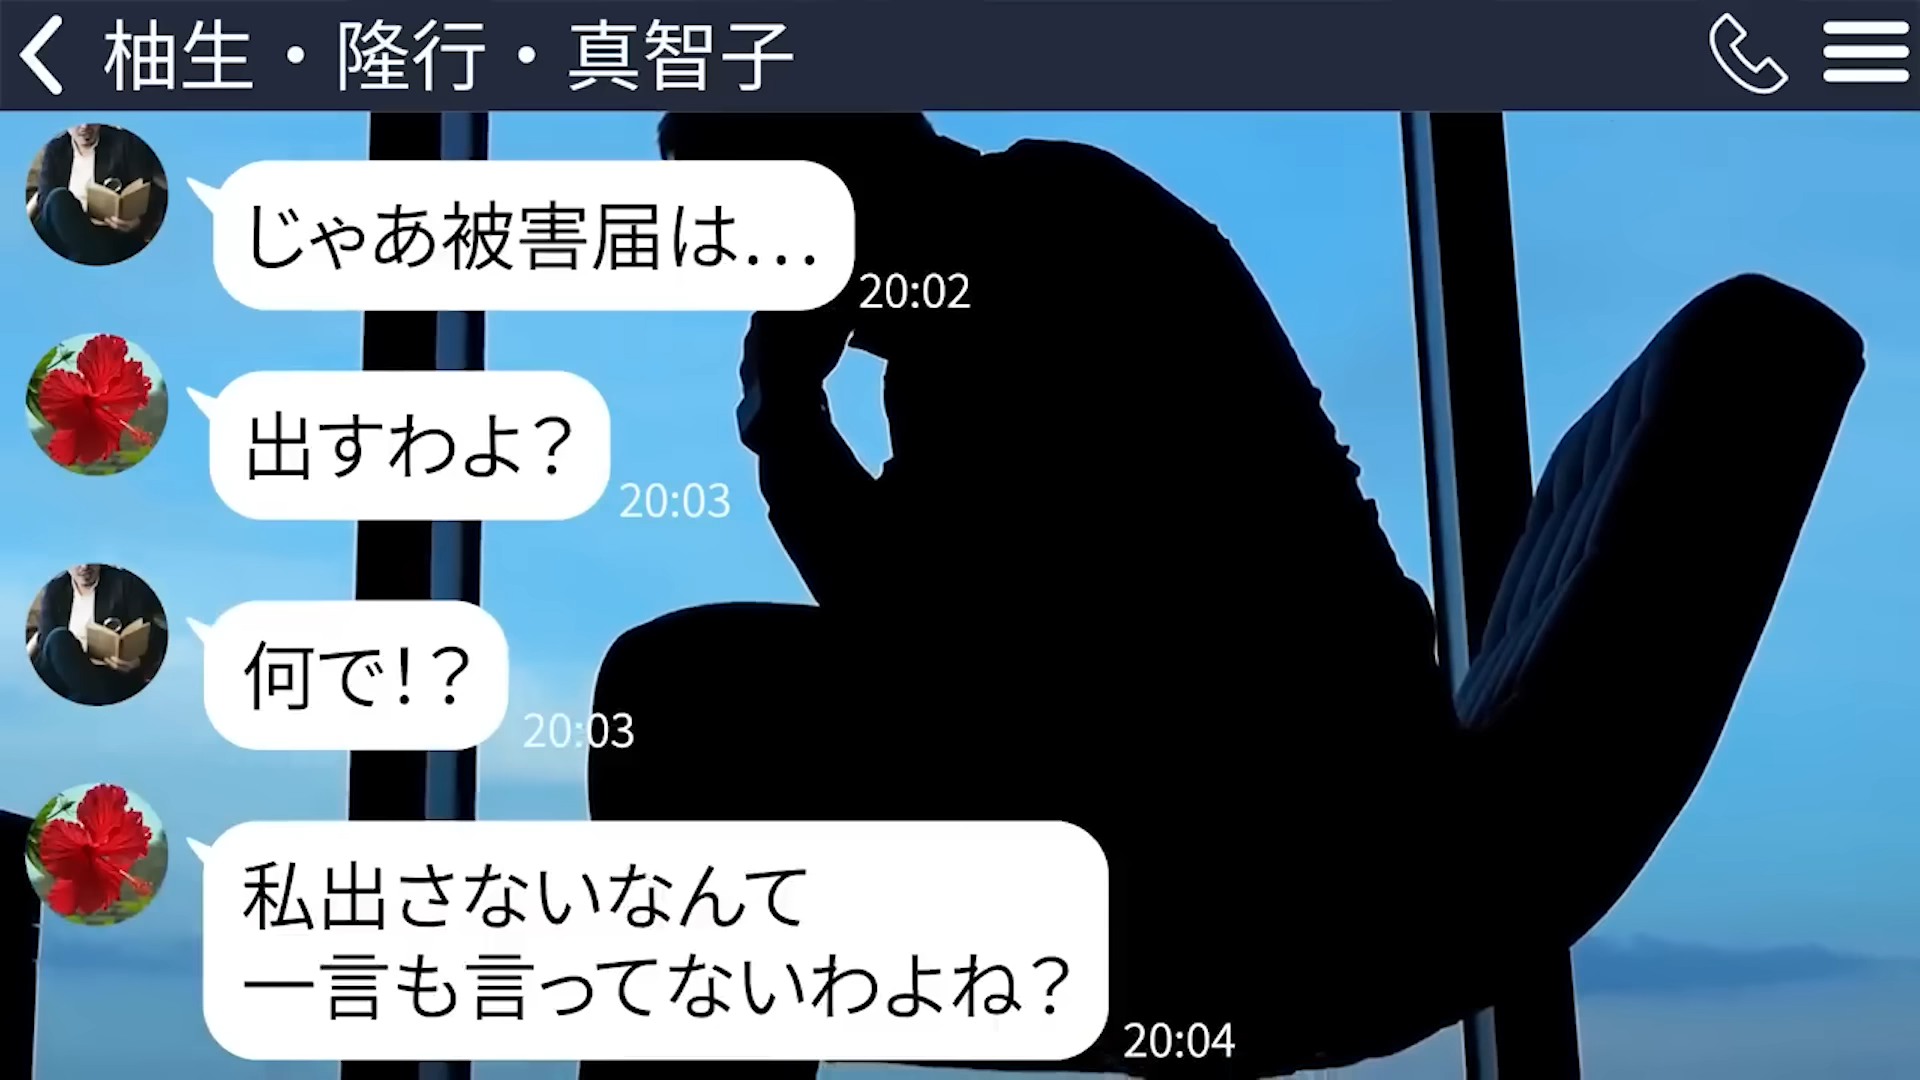 柚生・隆行・真智子
じゃあ被害届は…
20:02
出すわよ？
20:03
何で！？
20:03
私出さないなんて
一言も言ってないわよね？
20:04